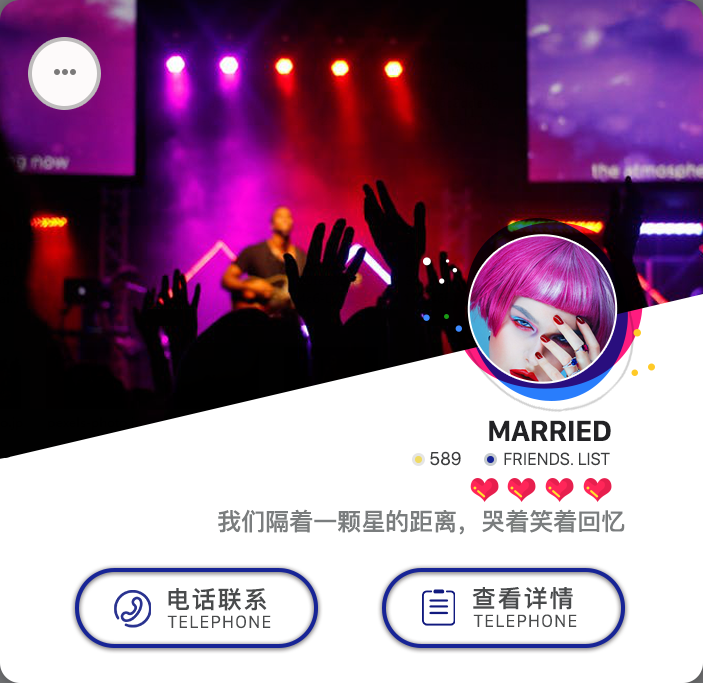 g now
the atmosphe
MARRIED
589 FRIENDS. LIST
我们隔着一颗星的距离，哭着笑着回忆
电话联系
TELEPHONE
查看详情
TELEPHONE